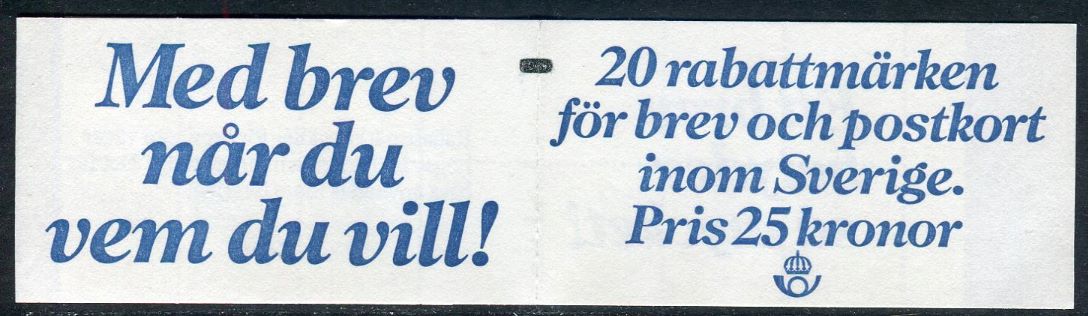 Med brev
når du
vem du vill!
20 rabattmärken
för brev och postkort
inom Sverige.
Pris 25 kronor